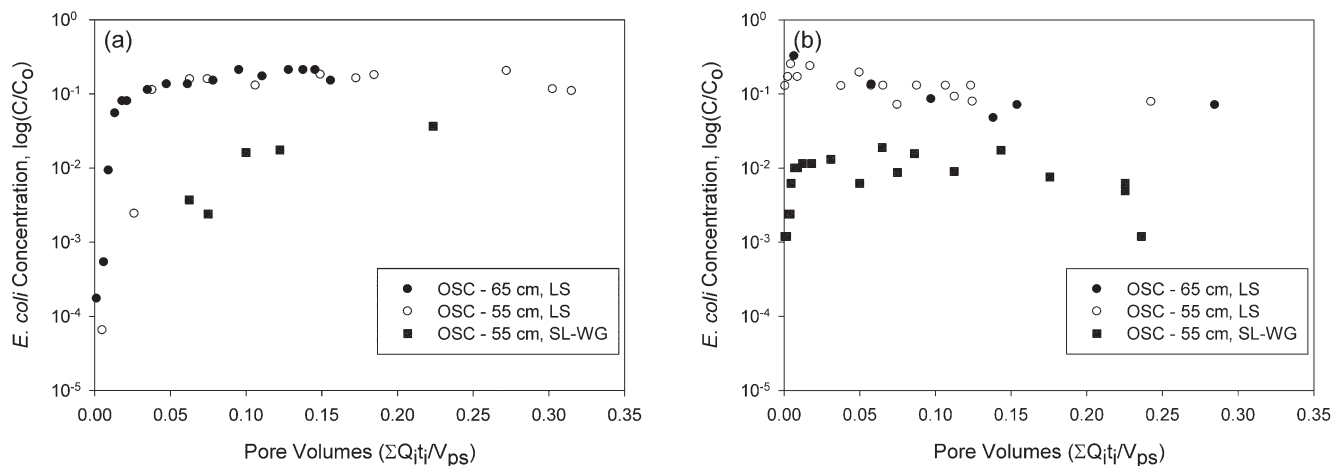 (a)
E. coli Concentration, log(C/Co)
10^0
10^-1
10^-2
10^-3
10^-4
10^-5
0.00 0.05 0.10 0.15 0.20 0.25 0.30 0.35
Pore Volumes (ΣQiti/Vps)
OSC - 65 cm, LS
OSC - 55 cm, LS
OSC - 55 cm, SL-WG
(b)
E. coli Concentration, log(C/Co)
10^0
10^-1
10^-2
10^-3
10^-4
10^-5
0.00 0.05 0.10 0.15 0.20 0.25 0.30 0.35
Pore Volumes (ΣQiti/Vps)
OSC - 65 cm, LS
OSC - 55 cm, LS
OSC - 55 cm, SL-WG